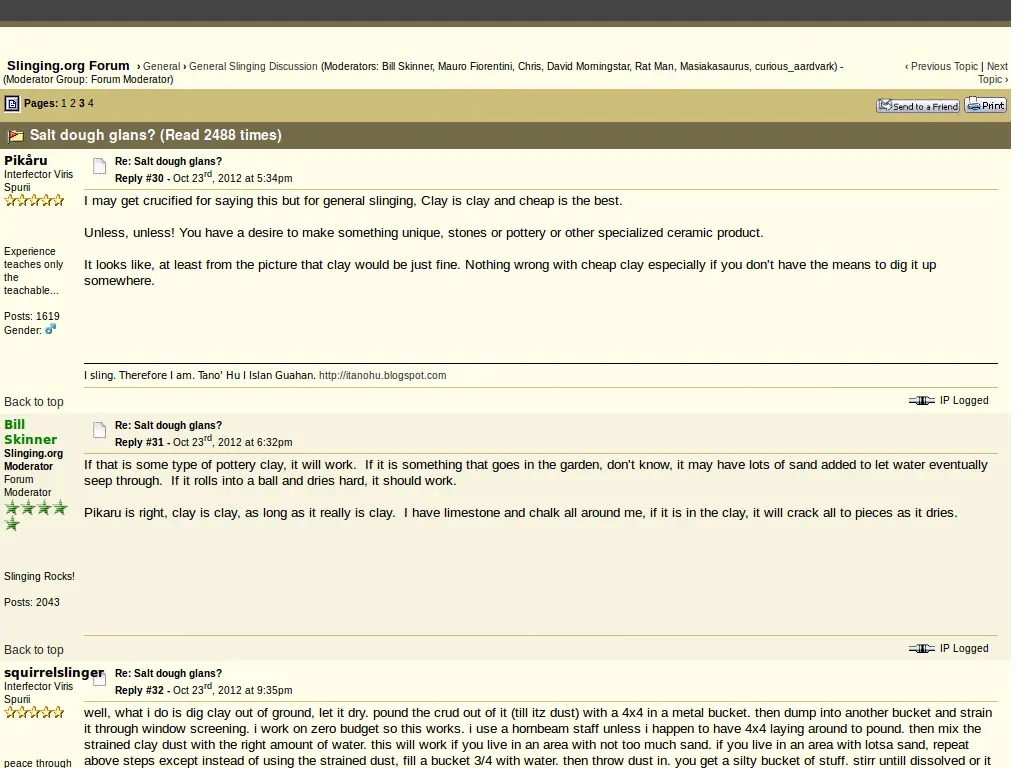 Slinging.org Forum › General › General Slinging Discussion (Moderators: Bill Skinner, Mauro Fiorentini, Chris, David Morningstar, Rat Man, Masiakasaurus, curious_aardvark) - (Moderator Group: Forum Moderator)
‹ Previous Topic | Next Topic ›
Pages: 1 2 3 4
Send to a Friend Print
Salt dough glans? (Read 2488 times)
Pikåru
Interfector Viris
Spurii
Experience
teaches only
the
teachable...
Posts: 1619
Gender:
Re: Salt dough glans?
Reply #30 - Oct 23rd, 2012 at 5:34pm
I may get crucified for saying this but for general slinging, Clay is clay and cheap is the best.
Unless, unless! You have a desire to make something unique, stones or pottery or other specialized ceramic product.
It looks like, at least from the picture that clay would be just fine. Nothing wrong with cheap clay especially if you don't have the means to dig it up
somewhere.
I sling. Therefore I am. Tano' Hu I Islan Guahan. http://itanohu.blogspot.com
Back to top
IP Logged
Bill
Skinner
Slinging.org
Moderator
Forum
Moderator
Slinging Rocks!
Posts: 2043
Re: Salt dough glans?
Reply #31 - Oct 23rd, 2012 at 6:32pm
If that is some type of pottery clay, it will work.  If it is something that goes in the garden, don't know, it may have lots of sand added to let water eventually
seep through.  If it rolls into a ball and dries hard, it should work.
Pikaru is right, clay is clay, as long as it really is clay.  I have limestone and chalk all around me, if it is in the clay, it will crack all to pieces as it dries.
Back to top
IP Logged
squirrelslinger
Interfector Viris
Spurii
peace through
Re: Salt dough glans?
Reply #32 - Oct 23rd, 2012 at 9:35pm
well, what i do is dig clay out of ground, let it dry. pound the crud out of it (till itz dust) with a 4x4 in a metal bucket. then dump into another bucket and strain
it through window screening. i work on zero budget so this works. i use a hornbeam staff unless i happen to have 4x4 laying around to pound. then mix the
strained clay dust with the right amount of water. this will work if you live in an area with not too much sand. if you live in an area with lotsa sand, repeat
above steps except instead of using the strained dust, fill a bucket 3/4 with water. then throw dust in. you get a silty bucket of stuff. stirr untill dissolved or it